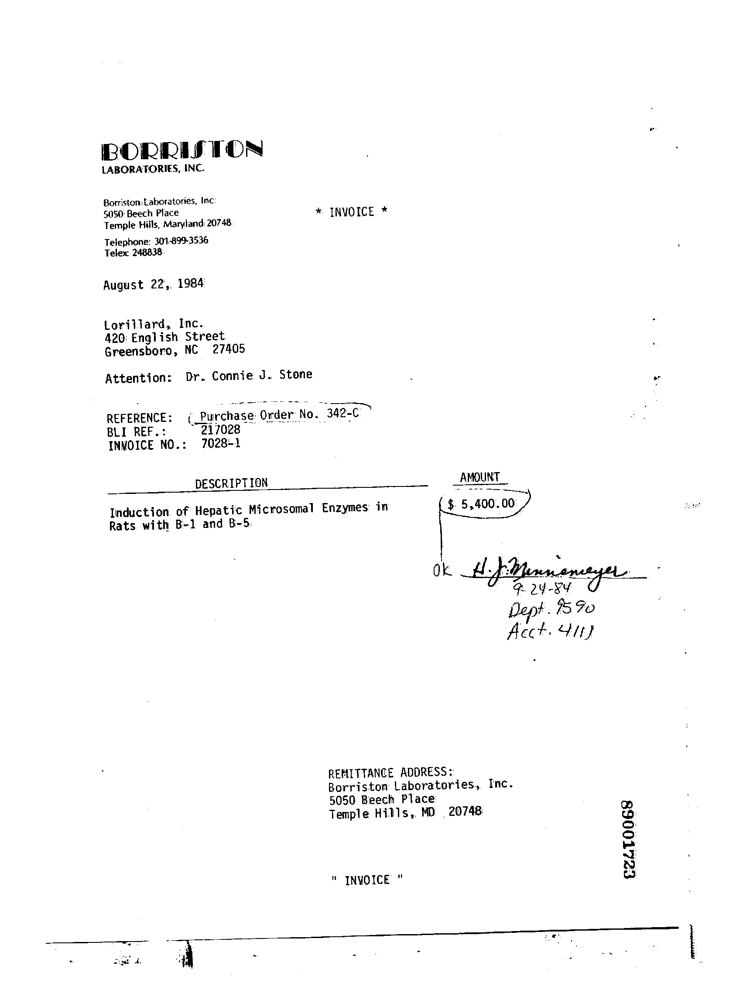 BORRISTON
LABORATORIES, INC.
Borriston Laboratories, Inc.
5050 Beech Place
Temple Hills, Maryland 20748
Telephone: 301-899-3536
Telex: 248838
* INVOICE *
August 22, 1984
Lorillard, Inc.
420 English Street
Greensboro, NC 27405
Attention: Dr. Connie J. Stone
REFERENCE: Purchase Order No. 342-C
BLI REF.: 217028
INVOICE NO.: 7028-1
DESCRIPTION AMOUNT
Induction of Hepatic Microsomal Enzymes in $ 5,400.00
Rats with B-1 and B-5
Ok H. J. Minnemeyer
9-24-84
Dept. 9590
Acct. 4111
REMITTANCE ADDRESS:
Borriston Laboratories, Inc.
5050 Beech Place
Temple Hills, MD 20748
89001723
" INVOICE "